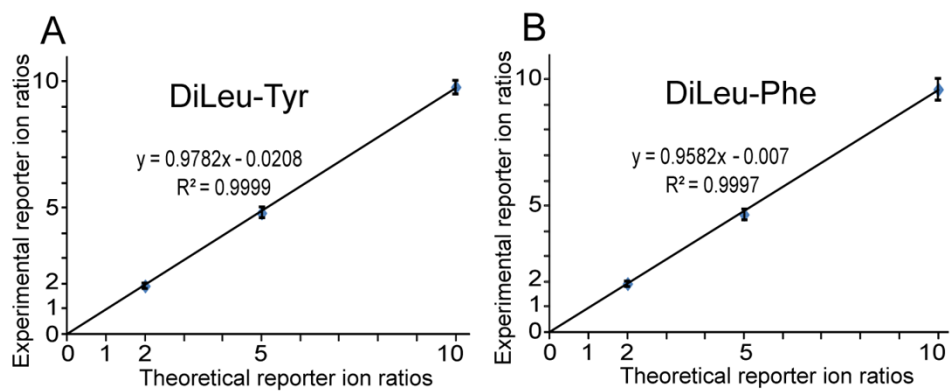 A
DiLeu-Tyr
y = 0.9782x - 0.0208
R² = 0.9999
Experimental reporter ion ratios
10
5
2
1
0
0 1 2 5 10
Theoretical reporter ion ratios
B
DiLeu-Phe
y = 0.9582x - 0.007
R² = 0.9997
Experimental reporter ion ratios
10
5
2
1
0
0 1 2 5 10
Theoretical reporter ion ratios